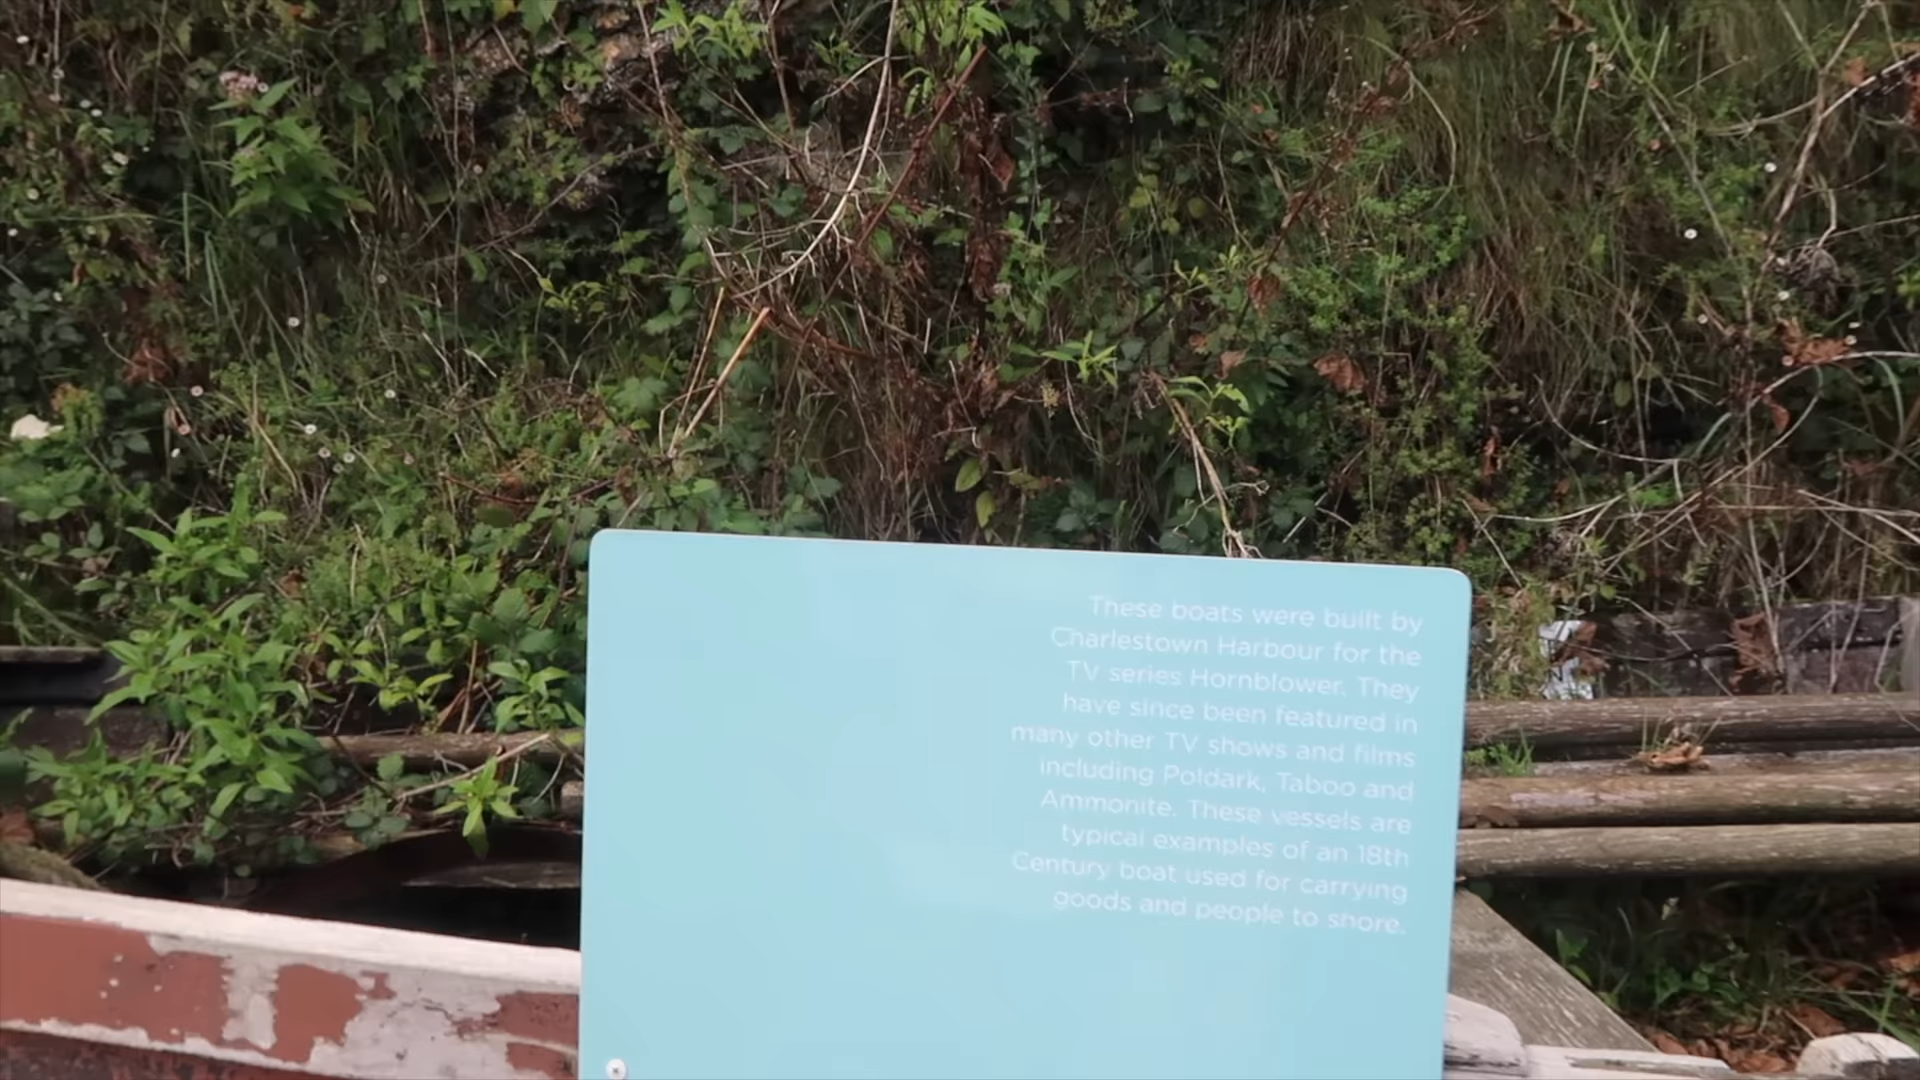 These boats were built by
Charlestown Harbour for the
TV series Hornblower. They
have since been featured in
many other TV shows and films
including Poldark, Taboo and
Ammonite. These vessels are
typical examples of an 18th
Century boat used for carrying
goods and people to shore.